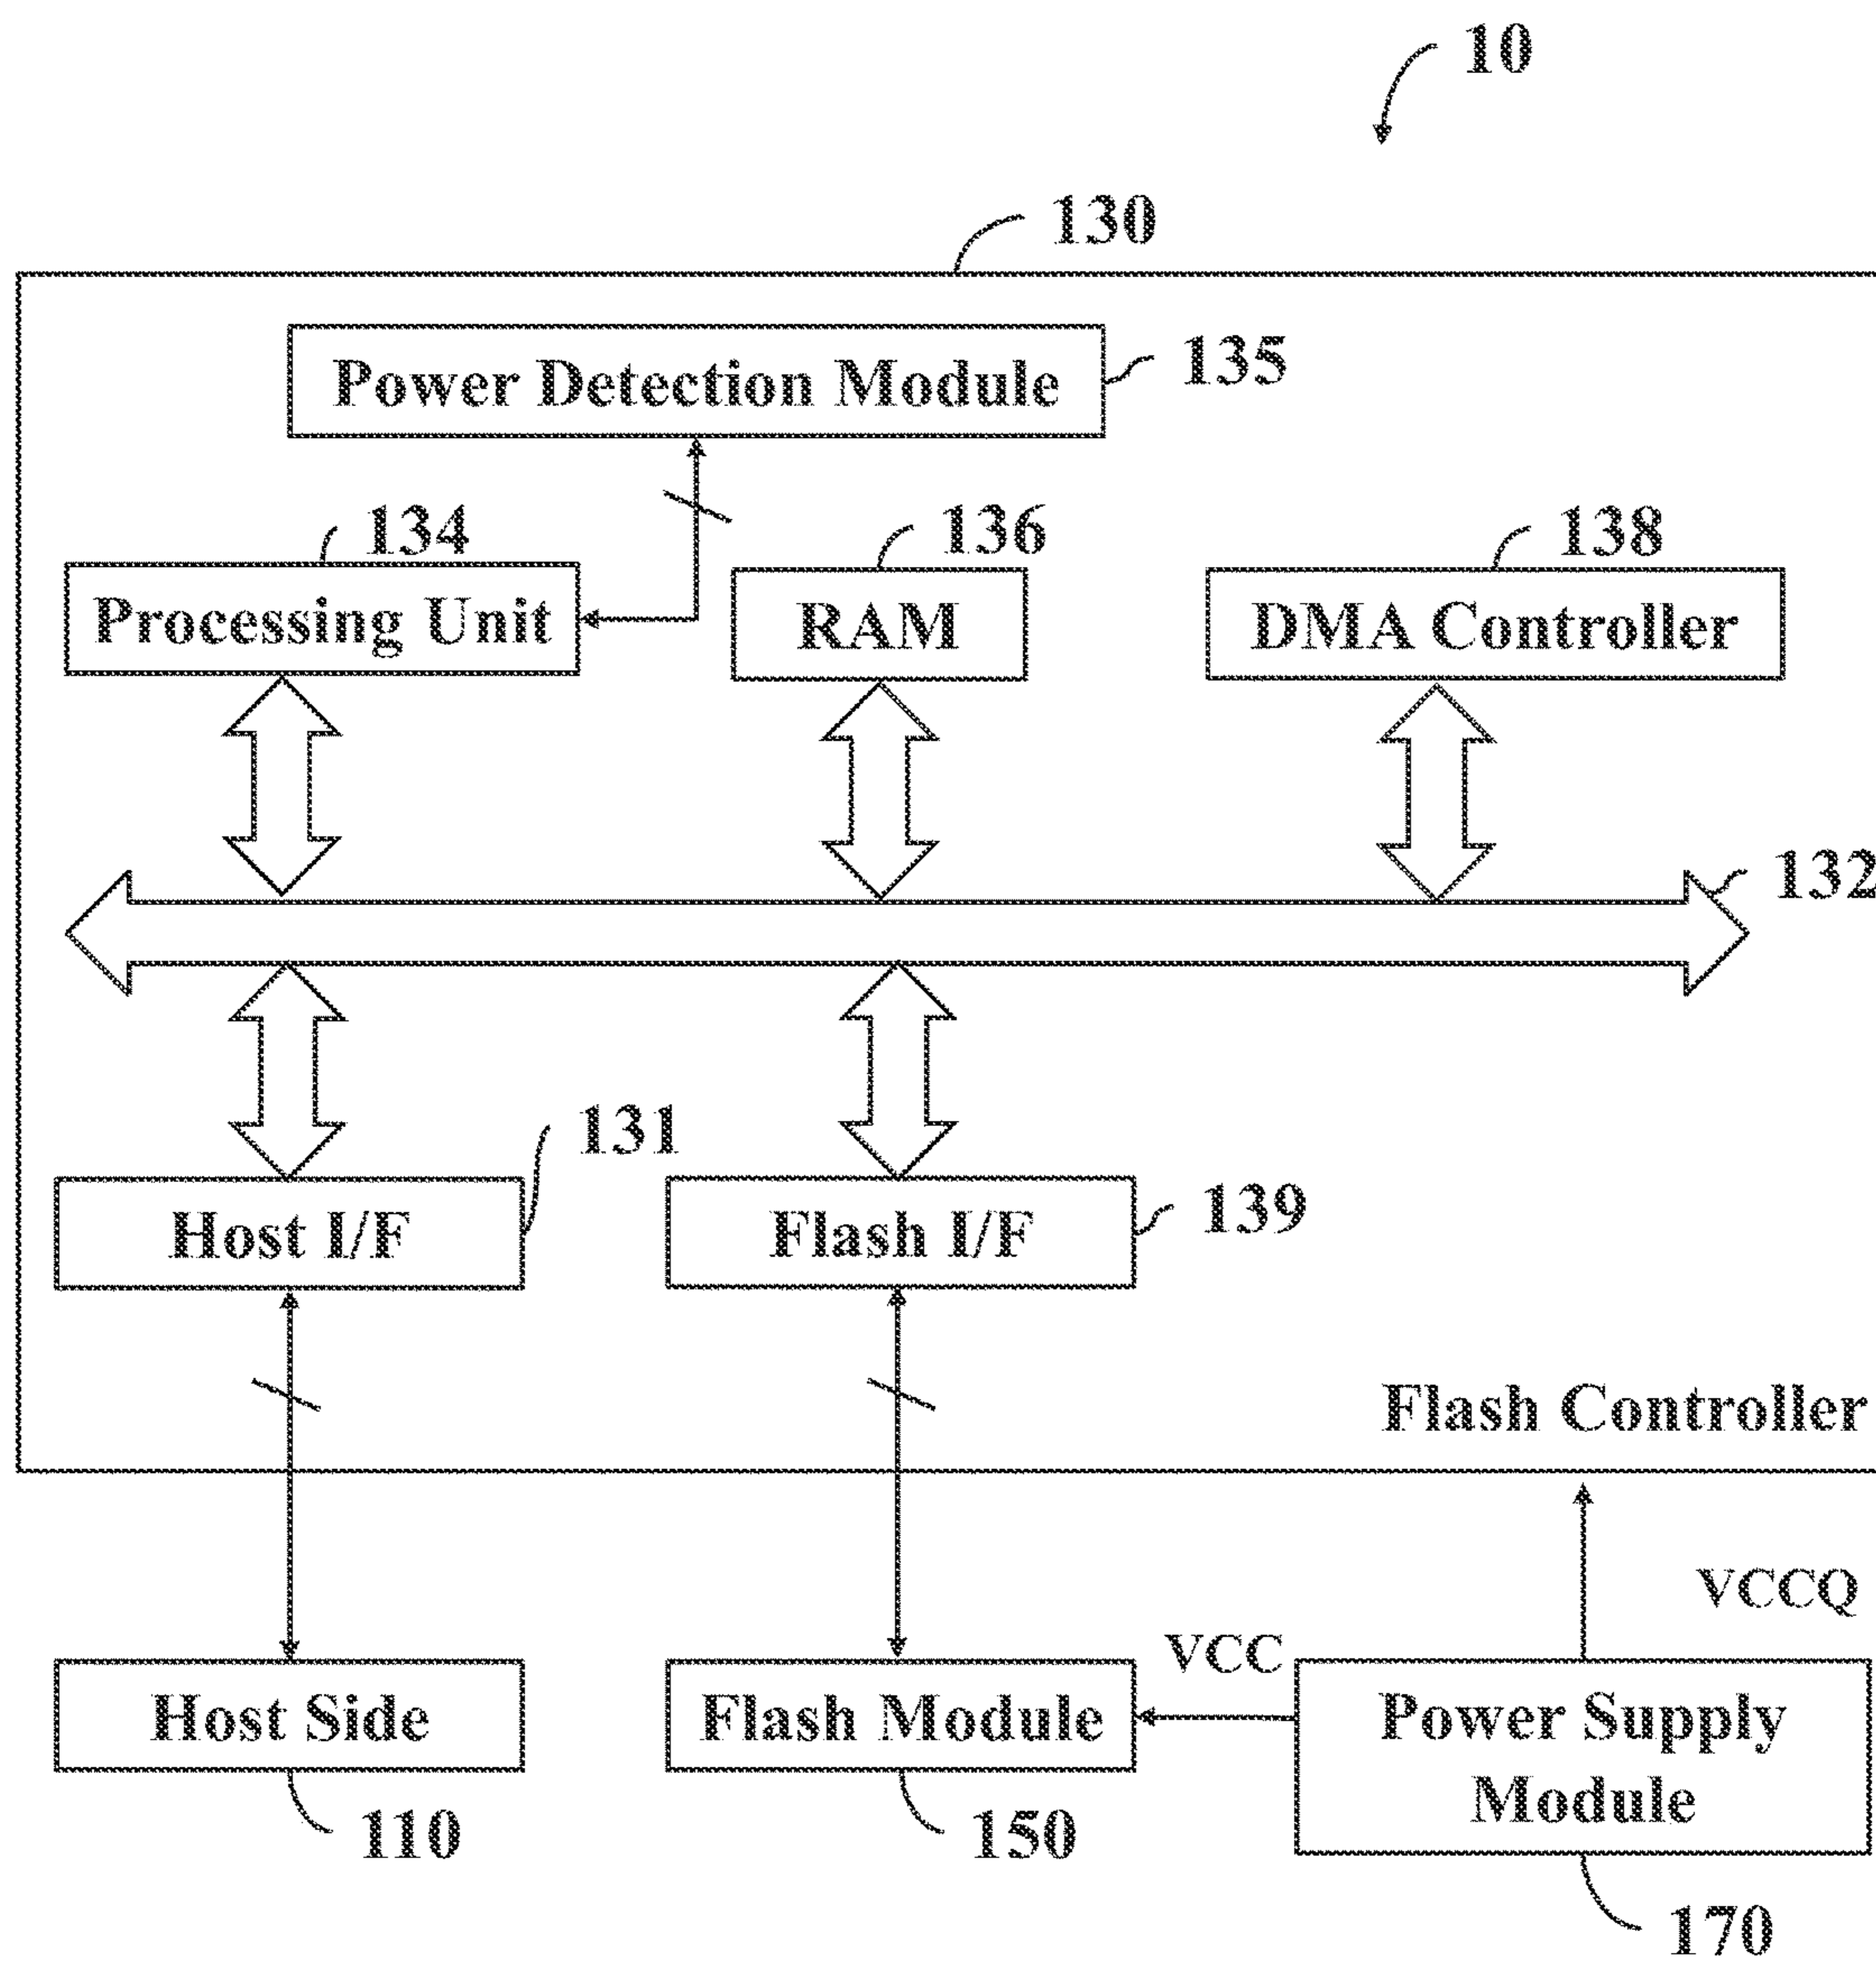 10
130
Power Detection Module
135
134
136
138
Processing Unit
RAM
DMA Controller
132
131
Host I/F
Flash I/F
139
Flash Controller
VCCQ
VCC
Host Side
Flash Module
Power Supply
Module
110
150
170